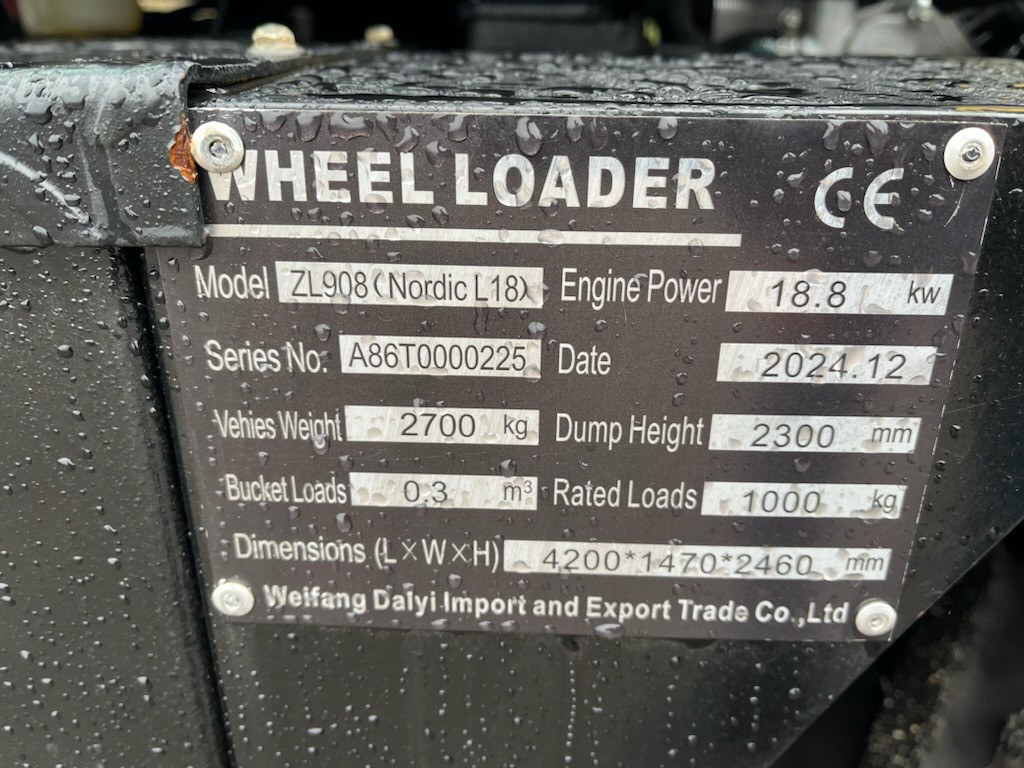 WHEEL LOADER CE
Model ZL908(Nordic L18) Engine Power 18.8 kw
Series No. A86T0000225 Date 2024.12
Vehies Weight 2700 kg Dump Height 2300 mm
Bucket Loads 0.3 m³ Rated Loads 1000 kg
Dimensions (L×W×H) 4200*1470*2460 mm
Weifang Daiyi Import and Export Trade Co.,Ltd